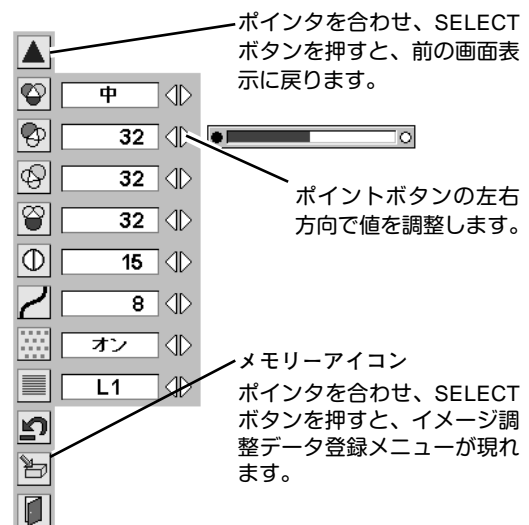 ポインタを合わせ、SELECT
ボタンを押すと、前の画面表
示に戻ります。
中
32
32
32
15
8
オン
L1
ポイントボタンの左右
方向で値を調整します。
メモリーアイコン
ポインタを合わせ、SELECT
ボタンを押すと、イメージ調
整データ登録メニューが現れ
ます。